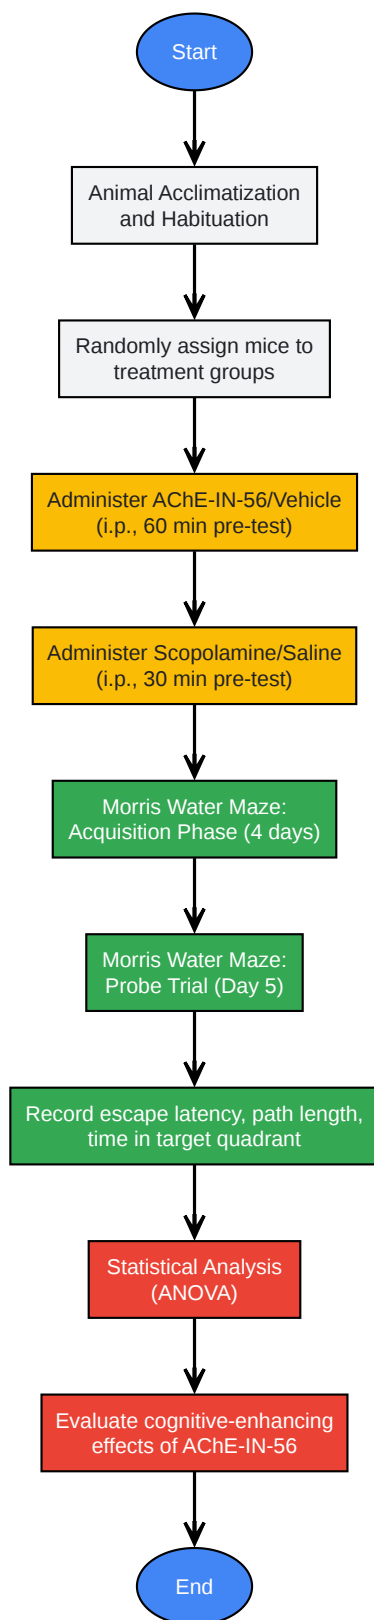 Start
Animal Acclimatization
and Habituation
Randomly assign mice to
treatment groups
Administer AChE-IN-56/Vehicle
(i.p., 60 min pre-test)
Administer Scopolamine/Saline
(i.p., 30 min pre-test)
Morris Water Maze:
Acquisition Phase (4 days)
Morris Water Maze:
Probe Trial (Day 5)
Record escape latency, path length,
time in target quadrant
Statistical Analysis
(ANOVA)
Evaluate cognitive-enhancing
effects of AChE-IN-56
End